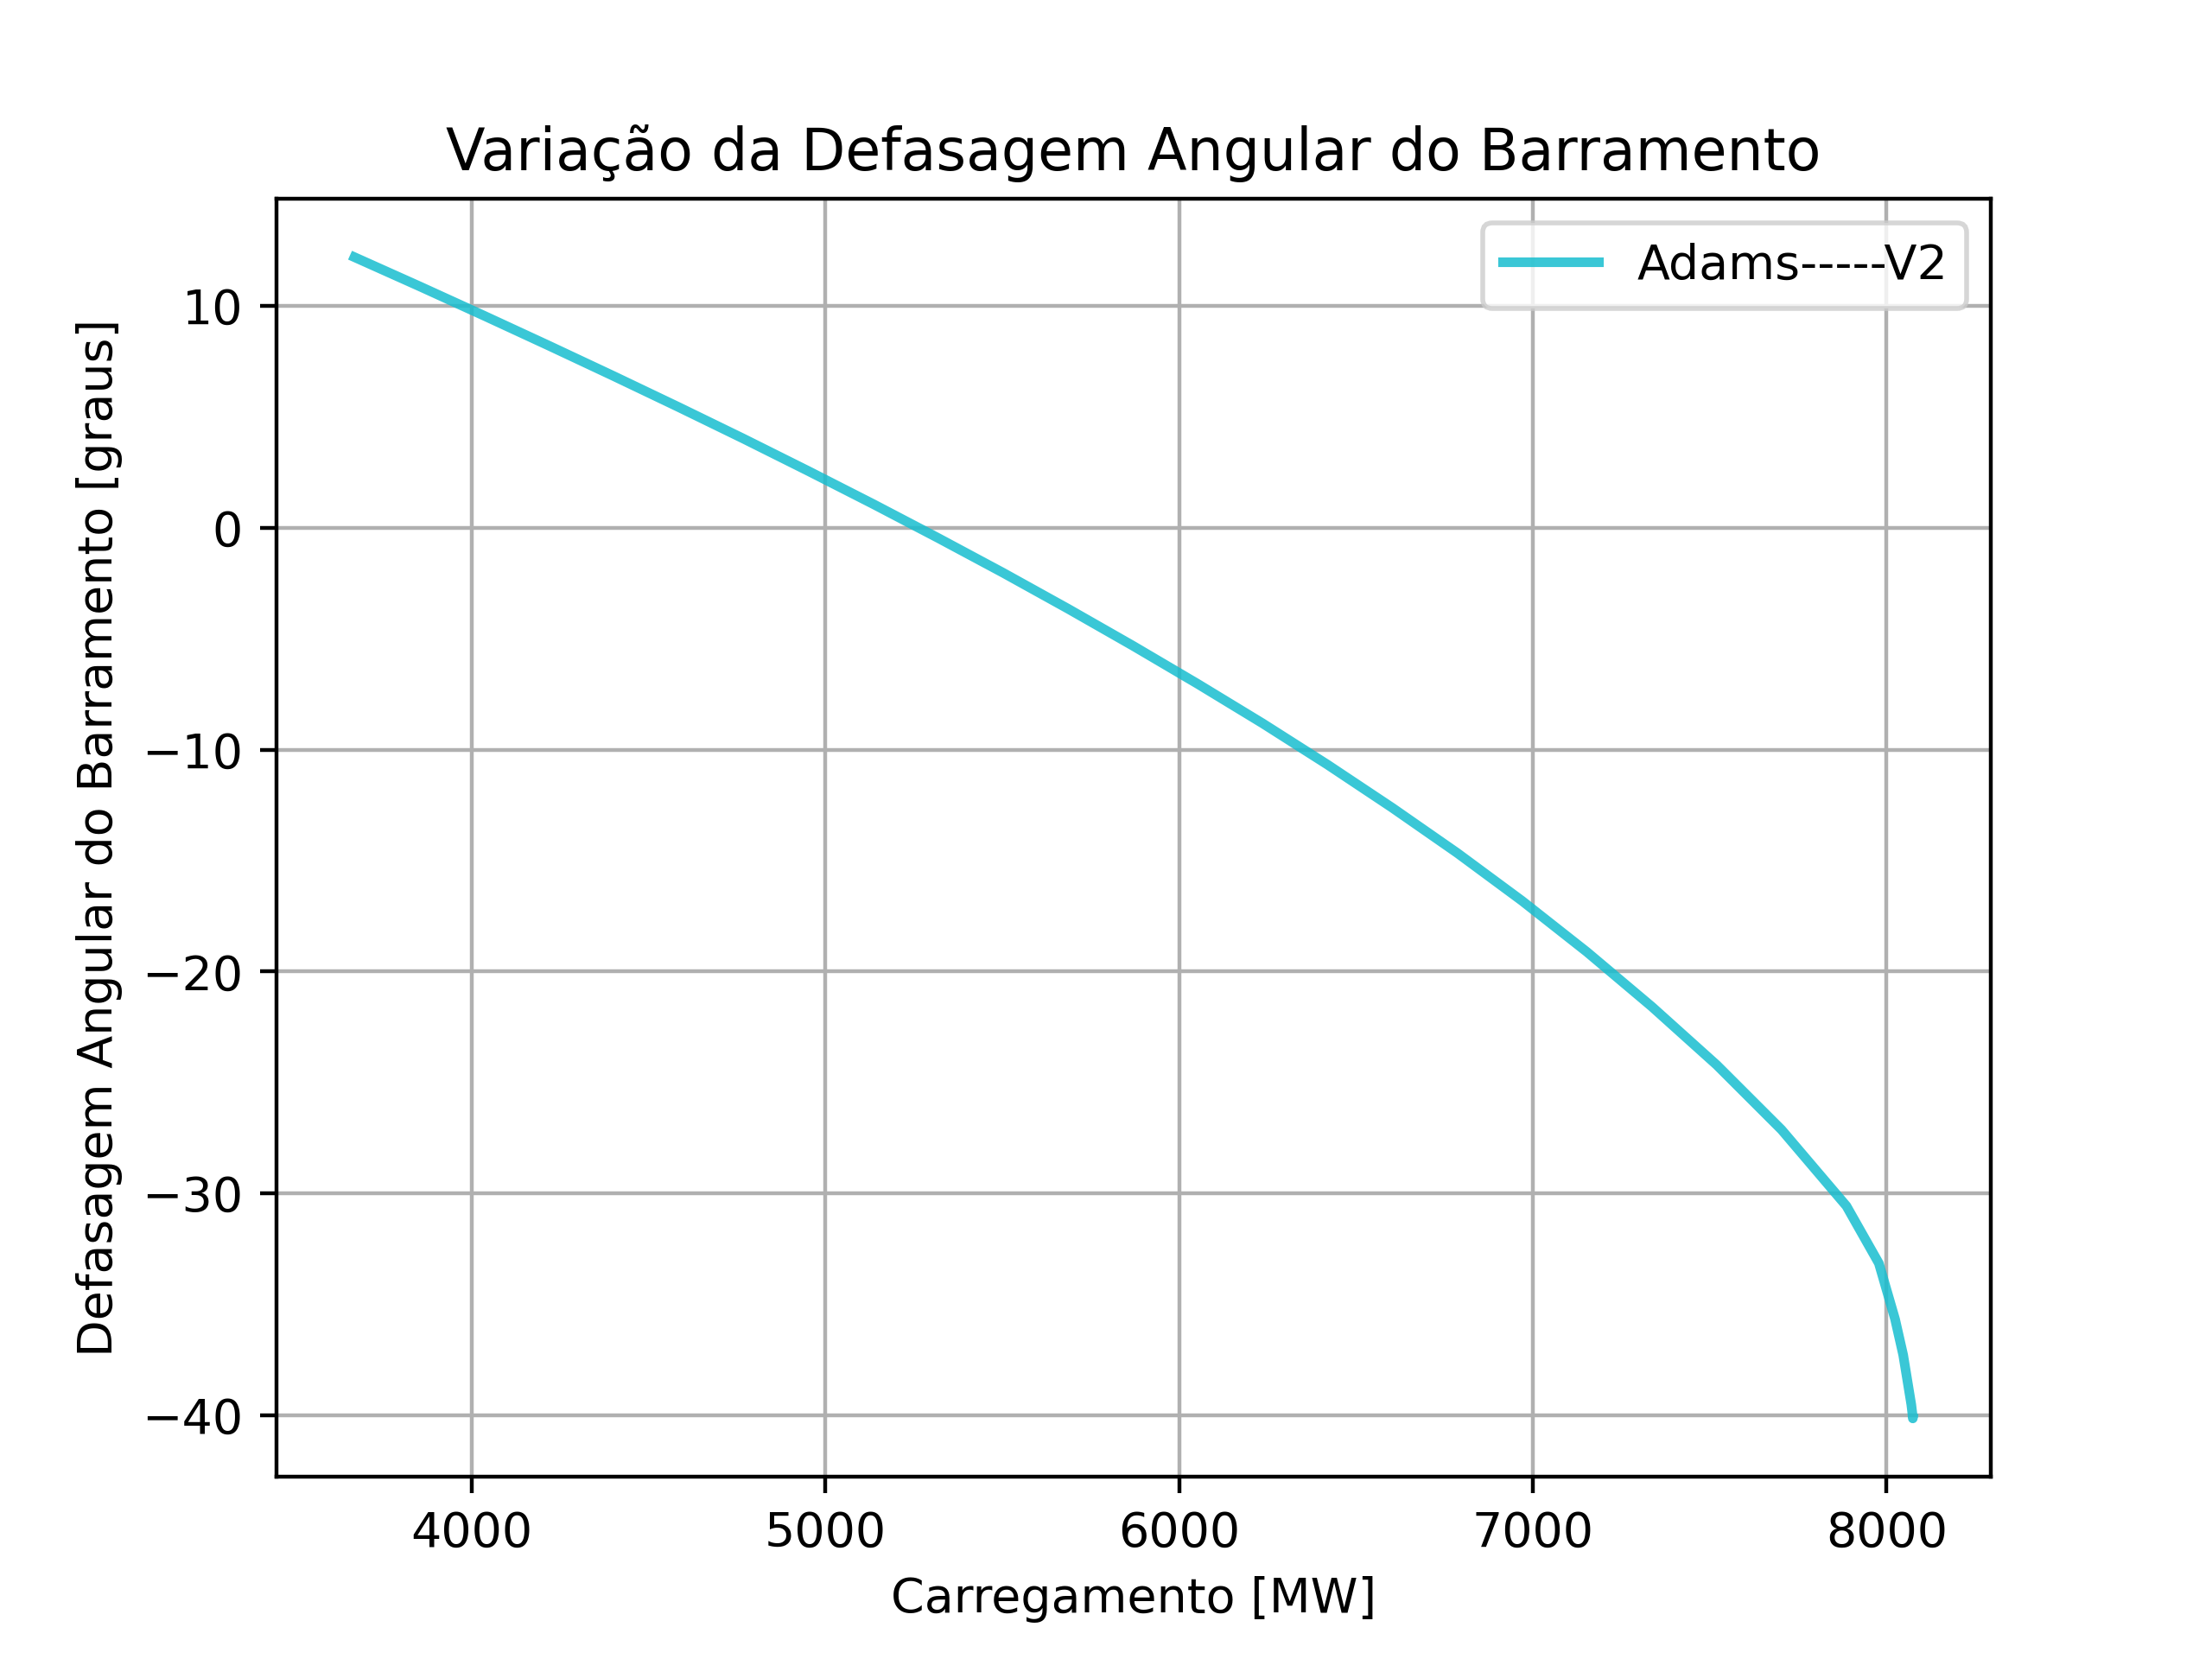 Variação da Defasagem Angular do Barramento
Adams-----V2
Defasagem Angular do Barramento [graus]
10
0
−10
−20
−30
−40
4000 5000 6000 7000 8000
Carregamento [MW]